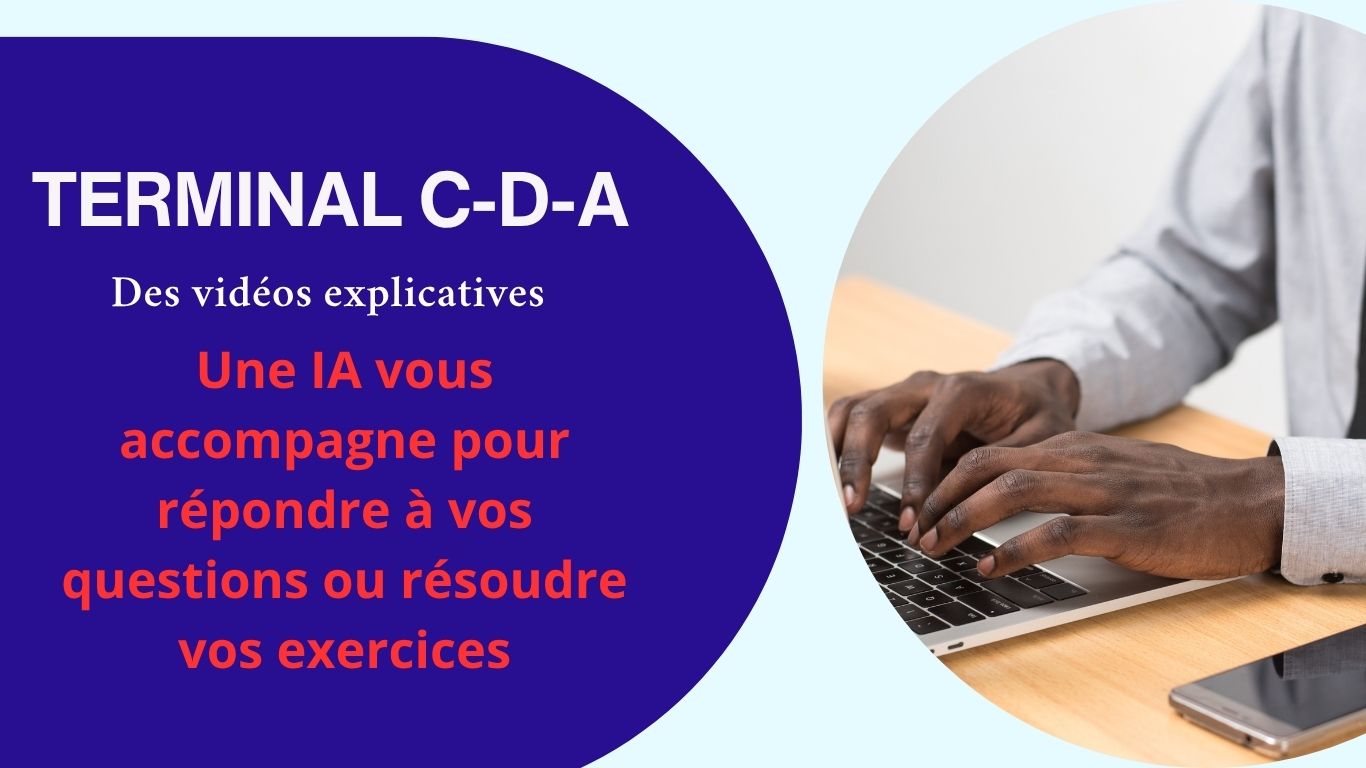 TERMINAL C-D-A
Des vidéos explicatives
Une IA vous
accompagne pour
répondre à vos
questions ou résoudre
vos exercices